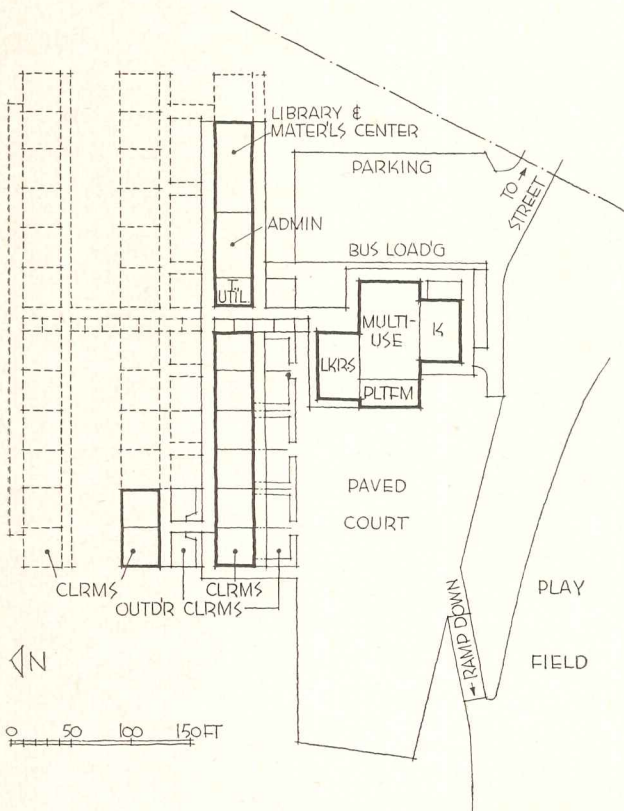 LIBRARY &
MATER'LS CENTER
PARKING
TO
STREET
ADMIN
BUS LOAD'G
T.
UTIL.
MULTI-
USE
K
LKRS
PLTFM
PAVED
COURT
CLRMS
CLRMS
OUTD'R CLRMS
RAMP DOWN
PLAY
FIELD
N
0 50 100 150 FT